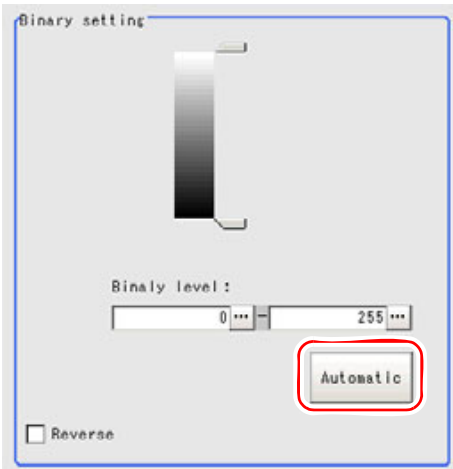 Binary setting
Binaly level:
0 ... - 255 ...
Automatic
Reverse